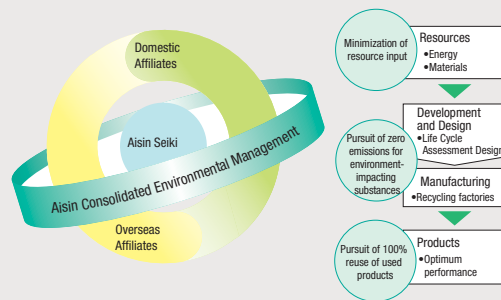 Domestic
Affiliates
Aisin Seiki
Aisin Consolidated Environmental Management
Overseas
Affiliates
Minimization of
resource input
Resources
•Energy
•Materials
Development
and Design
•Life Cycle
Assessment Design
Pursuit of zero
emissions for
environment-
impacting
substances
Manufacturing
•Recycling factories
Pursuit of 100%
reuse of used
products
Products
•Optimum
performance